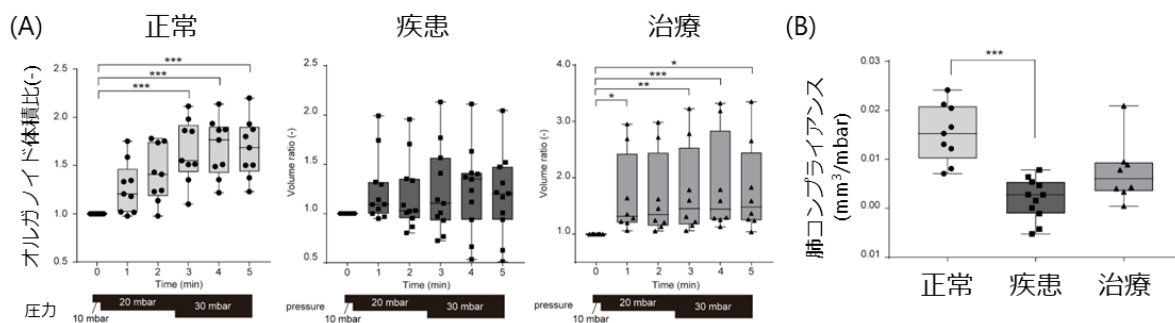 (A)
正常
疾患
治療
(B)
オルガノイド体積比(-)
2.5
2.0
1.5
1.0
0.5
***
***
***
0 1 2 3 4 5
Time (min)
圧力
10 mbar
20 mbar
30 mbar
Volume ratio (-)
2.5
2.0
1.5
1.0
0.5
0 1 2 3 4 5
Time (min)
pressure
10 mbar
20 mbar
30 mbar
Volume ratio (-)
4.0
3.0
2.0
1.0
*
***
**
*
0 1 2 3 4 5
Time (min)
pressure
10 mbar
20 mbar
30 mbar
肺コンプライアンス
(mm³/mbar)
0.03
0.02
0.01
0.00
0.01
***
正常 疾患 治療